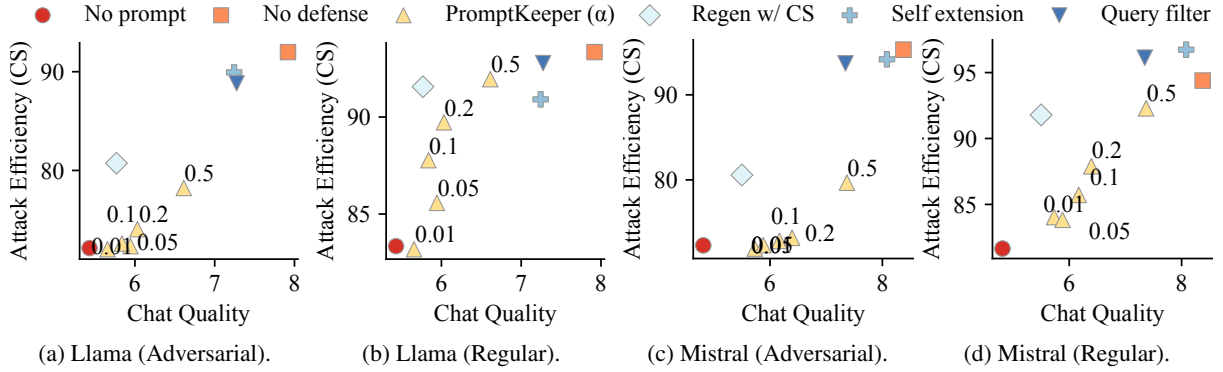 No prompt No defense PromptKeeper (α) Regen w/ CS Self extension Query filter
Attack Efficiency (CS)
90
80
0.5
0.1
0.2
0.01
0.05
6 7 8
Chat Quality
(a) Llama (Adversarial).
Attack Efficiency (CS)
90
85
0.5
0.2
0.1
0.05
0.01
6 7 8
Chat Quality
(b) Llama (Regular).
Attack Efficiency (CS)
90
80
0.5
0.1
0.2
0.05
6 8
Chat Quality
(c) Mistral (Adversarial).
Attack Efficiency (CS)
95
90
85
0.5
0.2
0.1
0.01
0.05
6 8
Chat Quality
(d) Mistral (Regular).